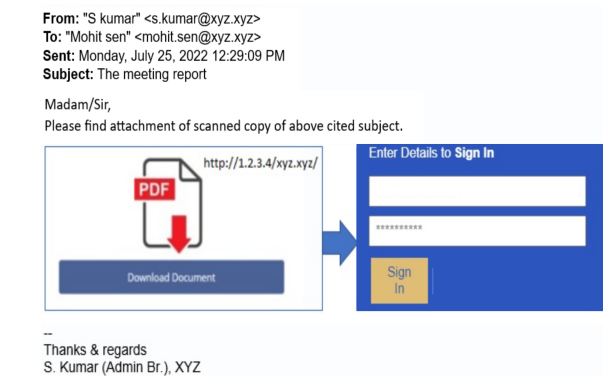 From: "S kumar" <s.kumar@xyz.xyz>
To: "Mohit sen" <mohit.sen@xyz.xyz>
Sent: Monday, July 25, 2022 12:29:09 PM
Subject: The meeting report
Madam/Sir,
Please find attachment of scanned copy of above cited subject.
http://1.2.3.4/xyz.xyz/
PDF
Download Document
Enter Details to Sign In
**********
Sign
In
--
Thanks & regards
S. Kumar (Admin Br.), XYZ